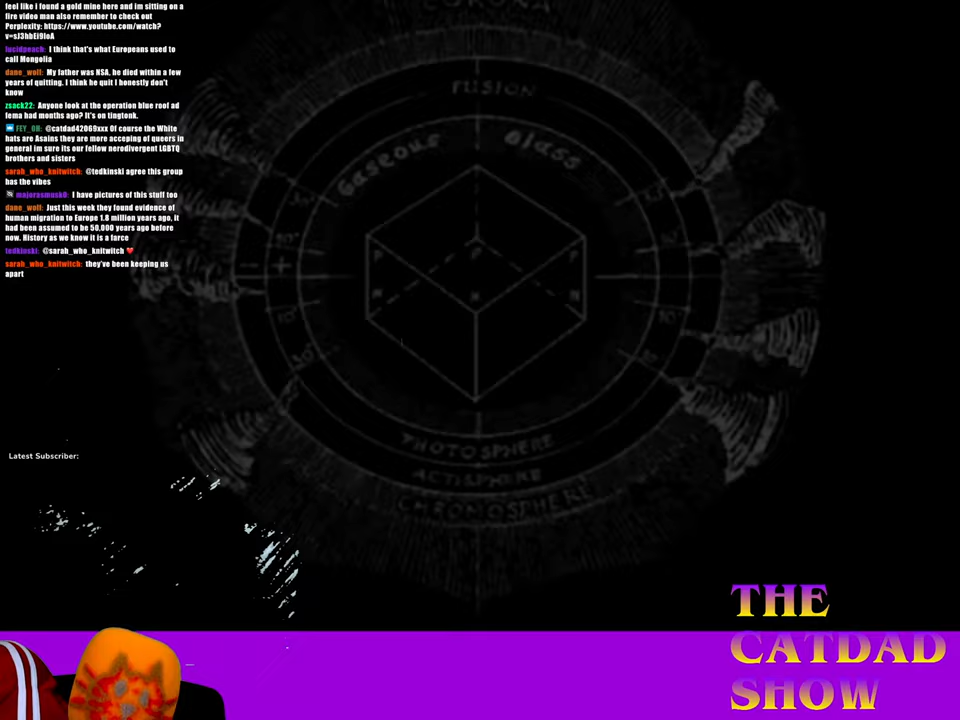 feel like i found a gold mine here and im sitting on a
fire video man also remember to check out
Perplexity: https://www.youtube.com/watch?
v=sJ3hbEi9IoA
lucidpeach: I think that's what Europeans used to
call Mongolia
dane_wolf: My father was NSA, he died within a few
years of quitting. I think he quit I honestly don't
know
zsack22: Anyone look at the operation blue roof ad
fema had months ago? It's on tingtonk.
FEY_OH: @catdad42069xxx Of course the White
hats are Asains they are more acceping of queers in
general im sure its our fellow nerodivergent LGBTQ
brothers and sisters
sarah_who_knitwitch: @tedkinski agree this group
has the vibes
majorasmusk0: I have pictures of this stuff too
dane_wolf: Just this week they found evidence of
human migration to Europe 1.8 million years ago, it
had been assumed to be 50,000 years ago before
now. History as we know it is a farce
tedkinski: @sarah_who_knitwitch ❤️
sarah_who_knitwitch: they've been keeping us
apart
CORONA
FUSION
Gaseous Glass
PHOTOSPHERE
ACTISPHERE
CHROMOSPHERE
Latest Subscriber:
THE
CATDAD
SHOW